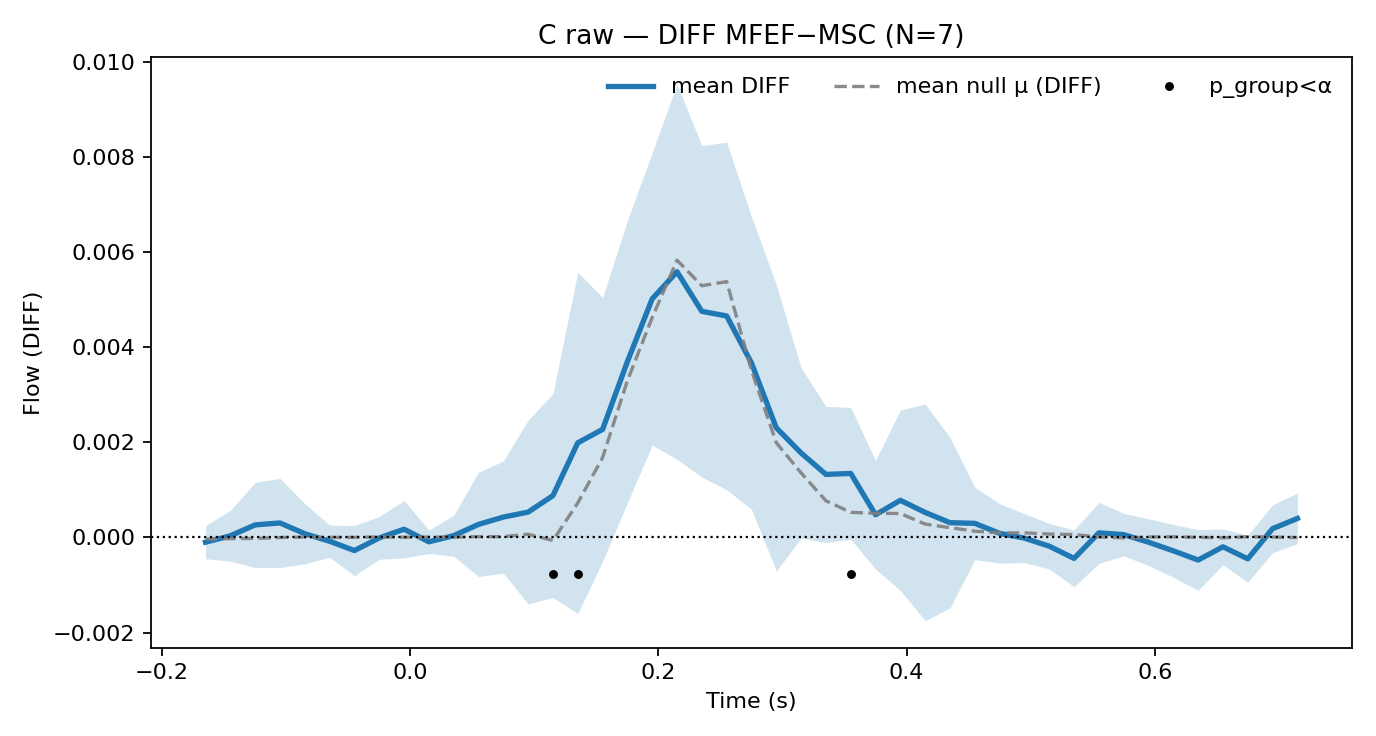 C raw — DIFF MFEF−MSC (N=7)
mean DIFF
mean null μ (DIFF)
p_group<α
0.010
0.008
0.006
0.004
0.002
0.000
−0.002
Flow (DIFF)
−0.2
0.0
0.2
0.4
0.6
Time (s)